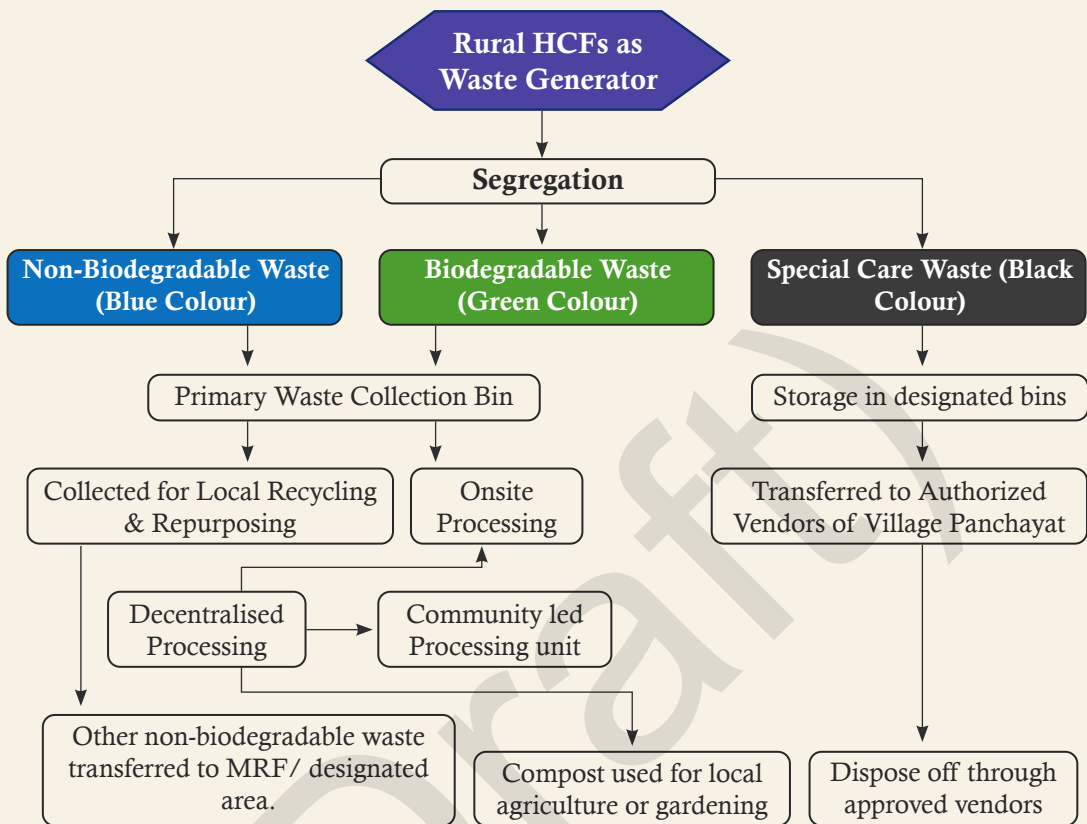 Rural HCFs as
Waste Generator
Segregation
Non-Biodegradable Waste
(Blue Colour)
Biodegradable Waste
(Green Colour)
Special Care Waste (Black
Colour)
Primary Waste Collection Bin
Storage in designated bins
Collected for Local Recycling
& Repurposing
Onsite
Processing
Transferred to Authorized
Vendors of Village Panchayat
Decentralised
Processing
Community led
Processing unit
Other non-biodegradable waste
transferred to MRF/ designated
area.
Compost used for local
agriculture or gardening
Dispose off through
approved vendors
Draft)